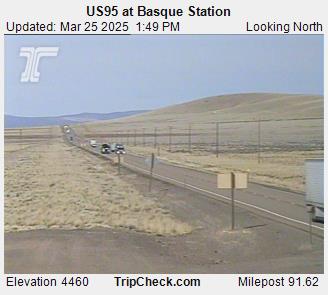 US95 at Basque Station
Updated: Mar 25 2025 1:49 PM Looking North
Elevation 4460 TripCheck.com Milepost 91.62